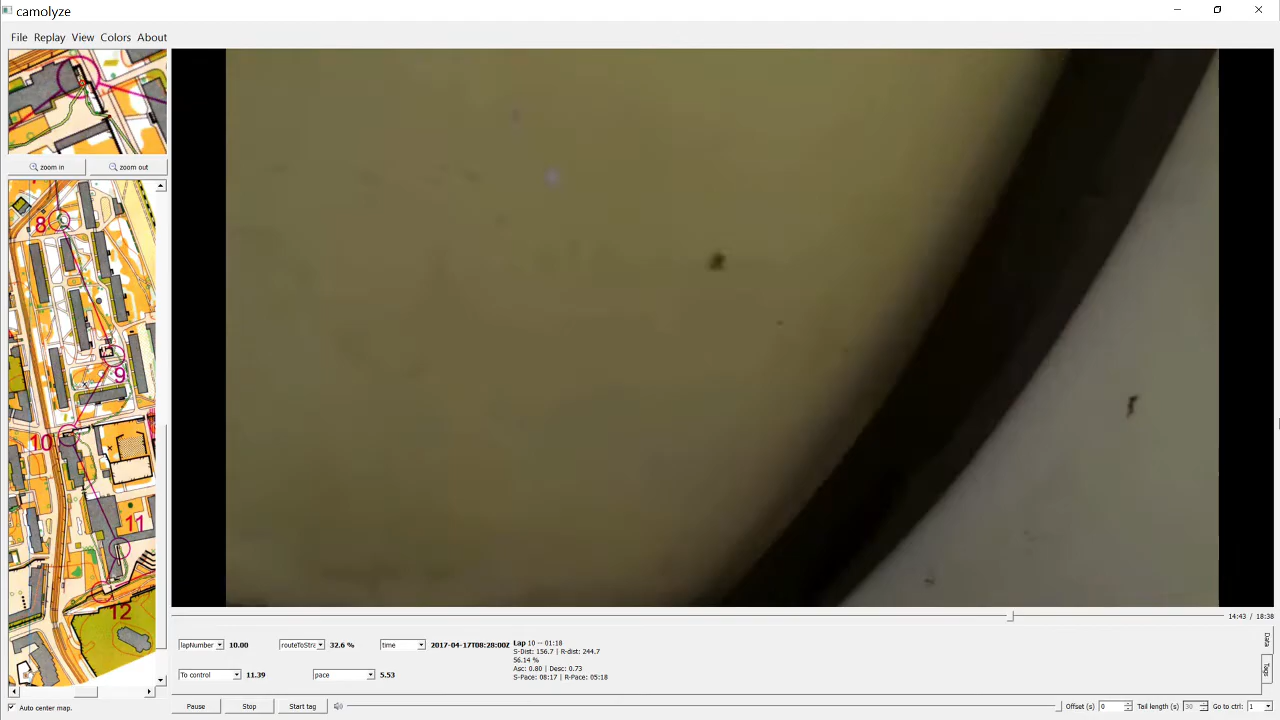 camolyze
File Replay View Colors About
zoom in
zoom out
8
9
10
11
12
14:43 / 18:38
lapNumber 10.00
routeToStra 32.6 %
time 2017-04-17T08:28:00Z
Lap 10 -- 01:18
S-Dist: 156.7 | R-dist: 244.7
56.14 %
Asc: 0.80 | Desc: 0.73
S-Pace: 08:17 | R-Pace: 05:18
To control 11.39
pace 5.53
Data
Tags
Auto center map.
Pause
Stop
Start tag
Offset (s) 0
Tail length (s) 30
Go to ctrl: 1